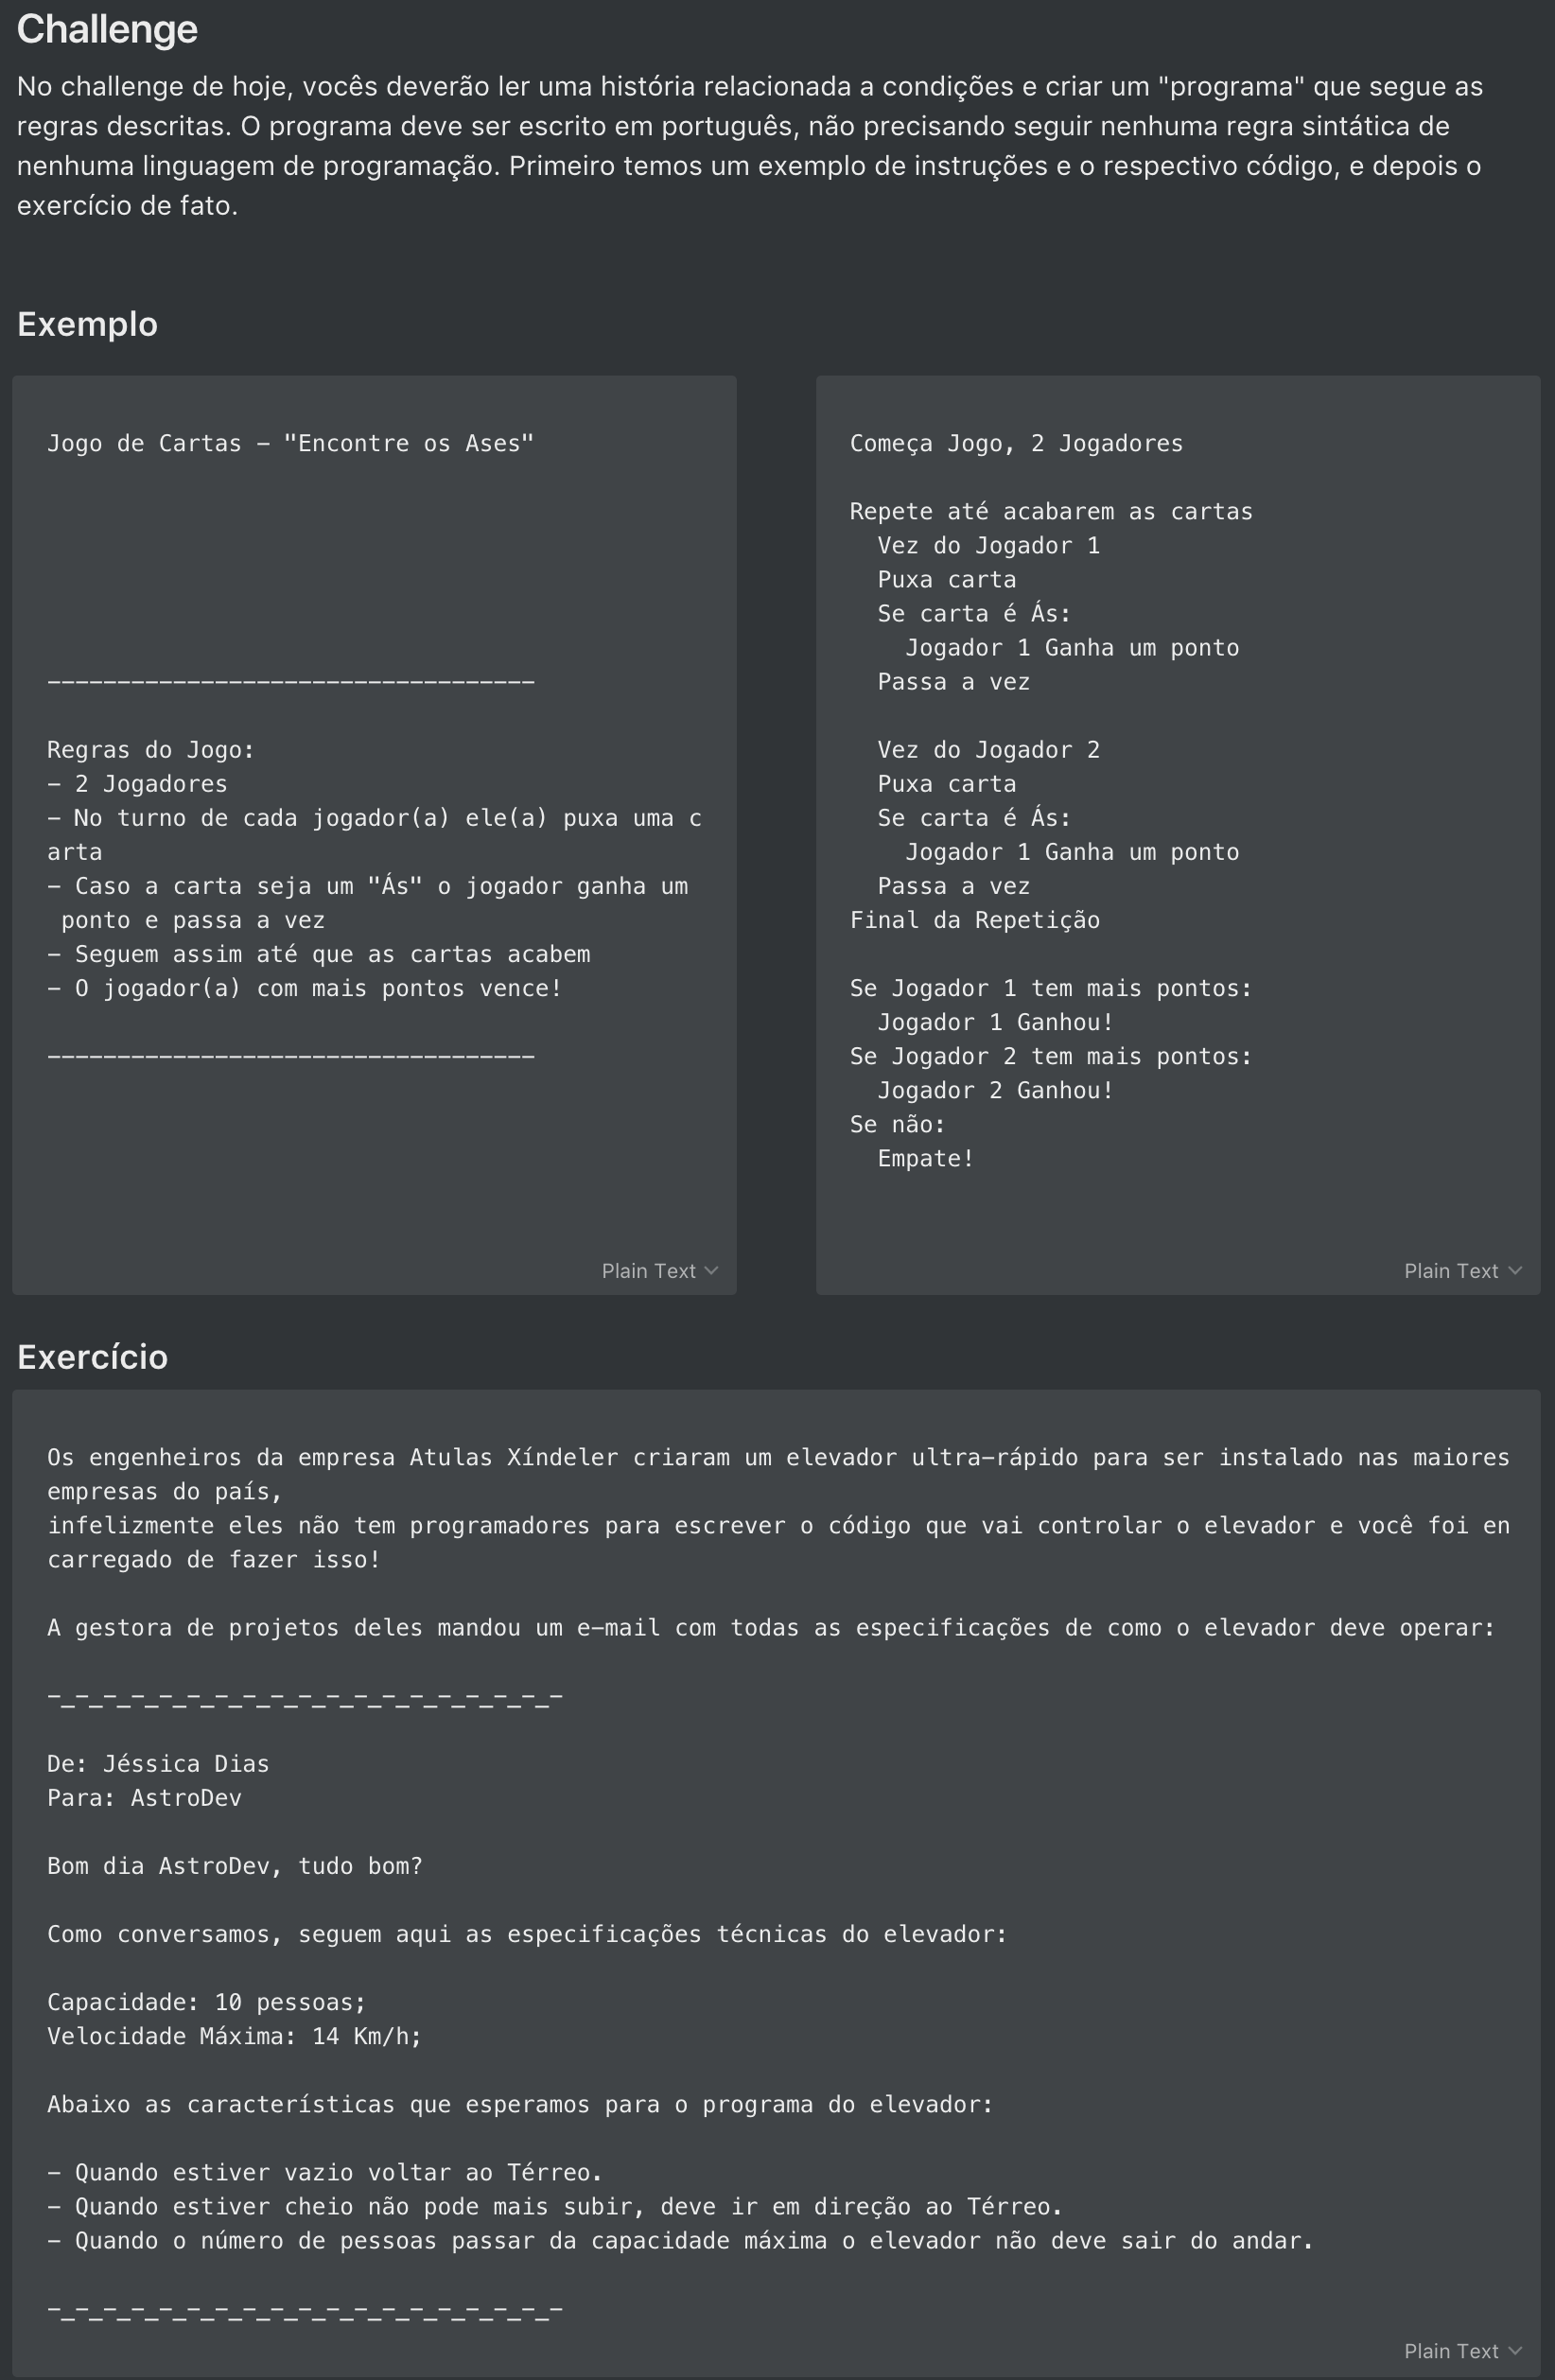 Challenge
No challenge de hoje, vocês deverão ler uma história relacionada a condições e criar um "programa" que segue as
regras descritas. O programa deve ser escrito em português, não precisando seguir nenhuma regra sintática de
nenhuma linguagem de programação. Primeiro temos um exemplo de instruções e o respectivo código, e depois o
exercício de fato.
Exemplo
Jogo de Cartas - "Encontre os Ases"
-----------------------------------
Regras do Jogo:
- 2 Jogadores
- No turno de cada jogador(a) ele(a) puxa uma c
arta
- Caso a carta seja um "Ás" o jogador ganha um
ponto e passa a vez
- Seguem assim até que as cartas acabem
- O jogador(a) com mais pontos vence!
-----------------------------------
Plain Text
Começa Jogo, 2 Jogadores
Repete até acabarem as cartas
Vez do Jogador 1
Puxa carta
Se carta é Ás:
Jogador 1 Ganha um ponto
Passa a vez
Vez do Jogador 2
Puxa carta
Se carta é Ás:
Jogador 1 Ganha um ponto
Passa a vez
Final da Repetição
Se Jogador 1 tem mais pontos:
Jogador 1 Ganhou!
Se Jogador 2 tem mais pontos:
Jogador 2 Ganhou!
Se não:
Empate!
Plain Text
Exercício
Os engenheiros da empresa Atulas Xíndeler criaram um elevador ultra-rápido para ser instalado nas maiores
empresas do país,
infelizmente eles não tem programadores para escrever o código que vai controlar o elevador e você foi en
carregado de fazer isso!
A gestora de projetos deles mandou um e-mail com todas as especificações de como o elevador deve operar:
-_-_-_-_-_-_-_-_-_-_-_-_-_-_-_-_-_-_-
De: Jéssica Dias
Para: AstroDev
Bom dia AstroDev, tudo bom?
Como conversamos, seguem aqui as especificações técnicas do elevador:
Capacidade: 10 pessoas;
Velocidade Máxima: 14 Km/h;
Abaixo as características que esperamos para o programa do elevador:
- Quando estiver vazio voltar ao Térreo.
- Quando estiver cheio não pode mais subir, deve ir em direção ao Térreo.
- Quando o número de pessoas passar da capacidade máxima o elevador não deve sair do andar.
-_-_-_-_-_-_-_-_-_-_-_-_-_-_-_-_-_-_-
Plain Text